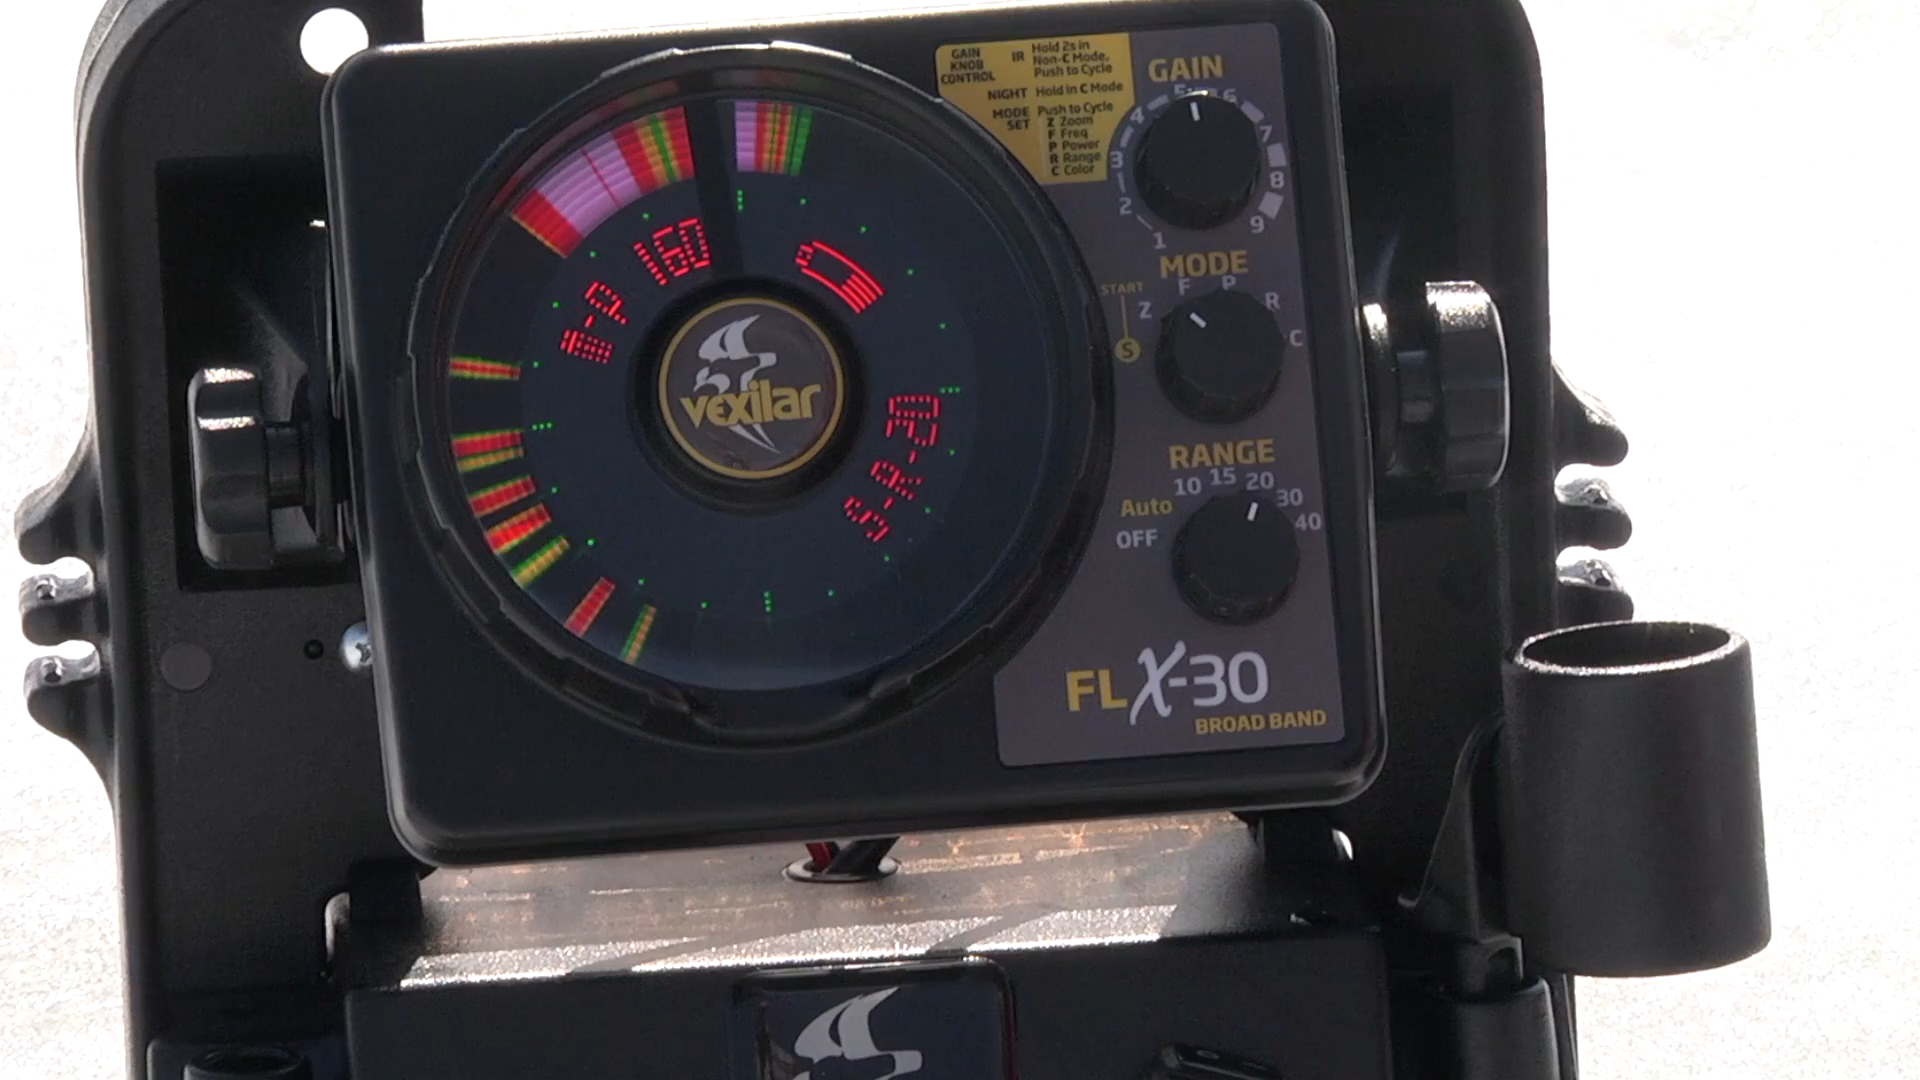 GAIN KNOB CONTROL
IR Hold 2s in Non-C Mode, Push to Cycle
NIGHT Hold in C Mode
MODE SET Push to Cycle
Z Zoom
F Freq
P Power
R Range
C Color
GAIN
1 2 3 4 5 6 7 8 9
MODE
START
S Z F P R C
RANGE
OFF Auto 10 15 20 30 40
160
vexilar
FL X-30
BROAD BAND